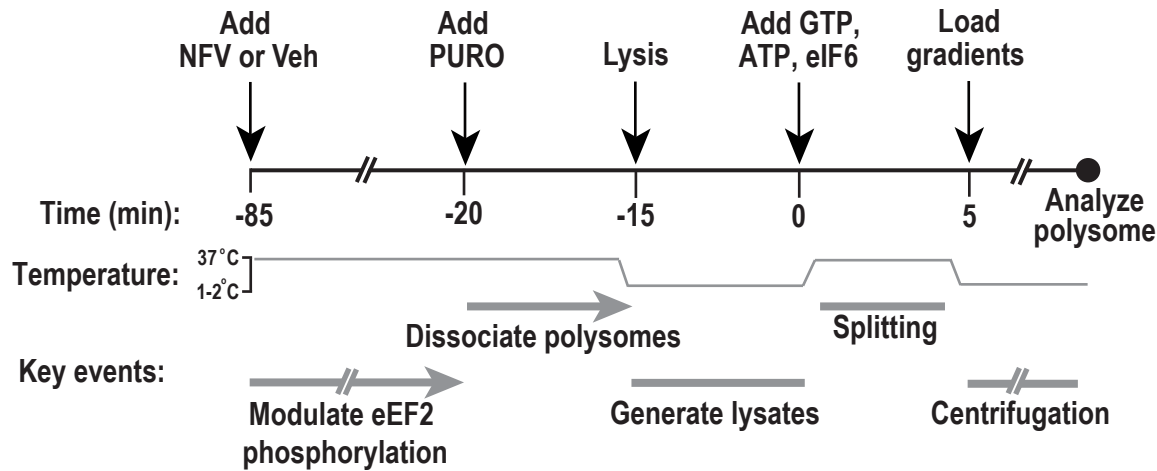 Add
NFV or Veh
Add
PURO
Lysis
Add GTP,
ATP, eIF6
Load
gradients
Time (min):
-85
-20
-15
0
5
Analyze
polysome
Temperature:
37°C
1-2°C
Dissociate polysomes
Splitting
Key events:
Modulate eEF2
phosphorylation
Generate lysates
Centrifugation